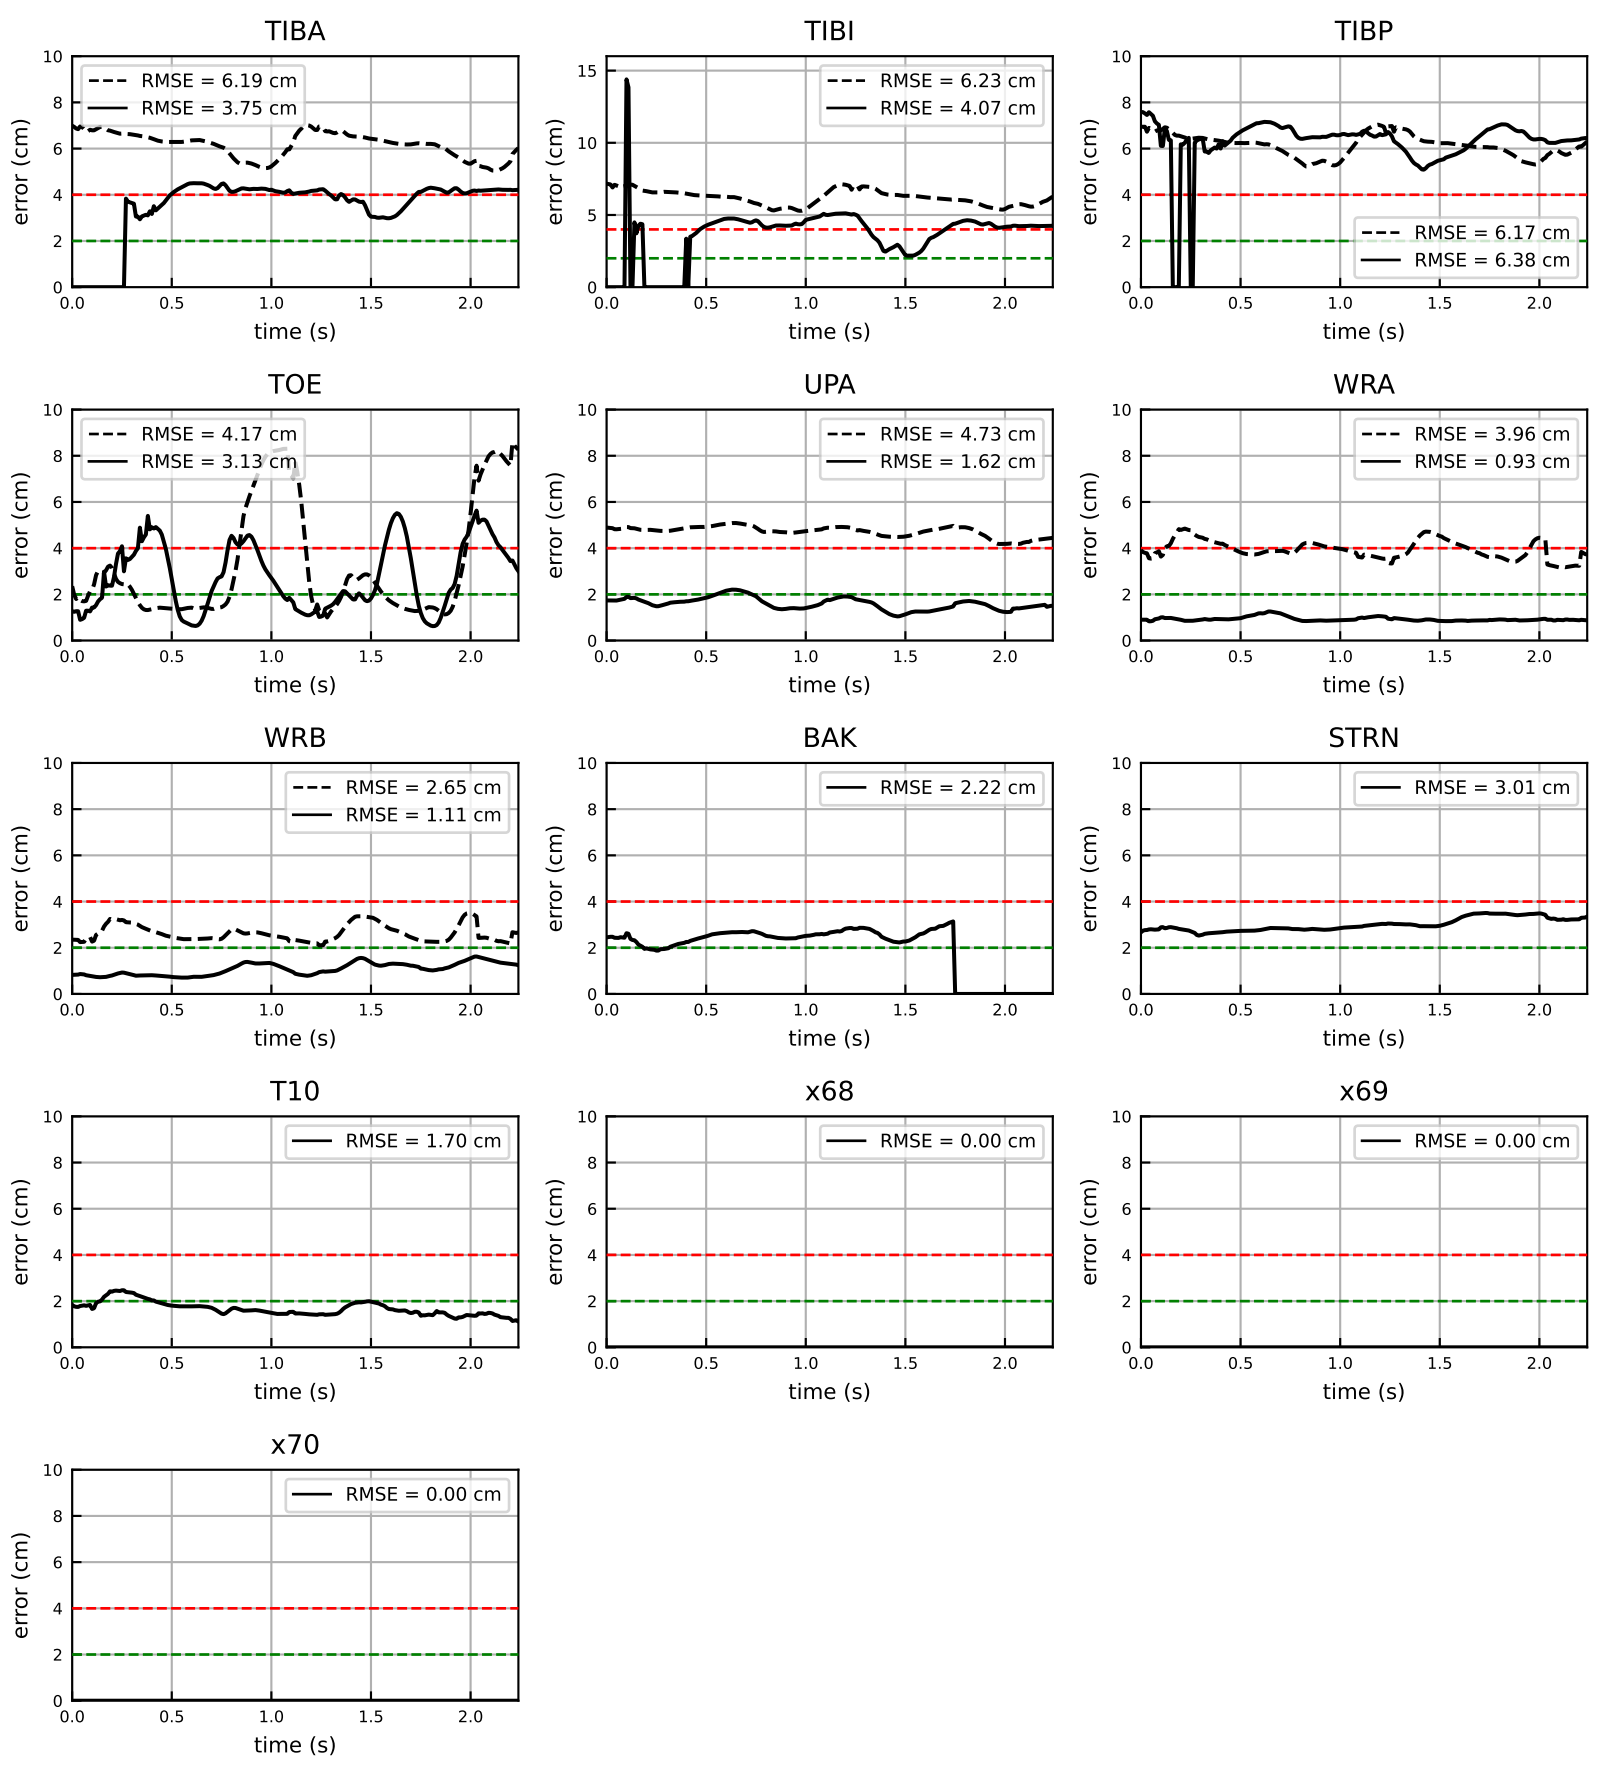 TIBA
10
8
6
4
2
0
error (cm)
RMSE = 6.19 cm
RMSE = 3.75 cm
0.0 0.5 1.0 1.5 2.0
time (s)
TIBI
15
10
5
0
error (cm)
RMSE = 6.23 cm
RMSE = 4.07 cm
0.0 0.5 1.0 1.5 2.0
time (s)
TIBP
10
8
6
4
2
0
error (cm)
RMSE = 6.17 cm
RMSE = 6.38 cm
0.0 0.5 1.0 1.5 2.0
time (s)
TOE
10
8
6
4
2
0
error (cm)
RMSE = 4.17 cm
RMSE = 3.13 cm
0.0 0.5 1.0 1.5 2.0
time (s)
UPA
10
8
6
4
2
0
error (cm)
RMSE = 4.73 cm
RMSE = 1.62 cm
0.0 0.5 1.0 1.5 2.0
time (s)
WRA
10
8
6
4
2
0
error (cm)
RMSE = 3.96 cm
RMSE = 0.93 cm
0.0 0.5 1.0 1.5 2.0
time (s)
WRB
10
8
6
4
2
0
error (cm)
RMSE = 2.65 cm
RMSE = 1.11 cm
0.0 0.5 1.0 1.5 2.0
time (s)
BAK
10
8
6
4
2
0
error (cm)
RMSE = 2.22 cm
0.0 0.5 1.0 1.5 2.0
time (s)
STRN
10
8
6
4
2
0
error (cm)
RMSE = 3.01 cm
0.0 0.5 1.0 1.5 2.0
time (s)
T10
10
8
6
4
2
0
error (cm)
RMSE = 1.70 cm
0.0 0.5 1.0 1.5 2.0
time (s)
x68
10
8
6
4
2
0
error (cm)
RMSE = 0.00 cm
0.0 0.5 1.0 1.5 2.0
time (s)
x69
10
8
6
4
2
0
error (cm)
RMSE = 0.00 cm
0.0 0.5 1.0 1.5 2.0
time (s)
x70
10
8
6
4
2
0
error (cm)
RMSE = 0.00 cm
0.0 0.5 1.0 1.5 2.0
time (s)